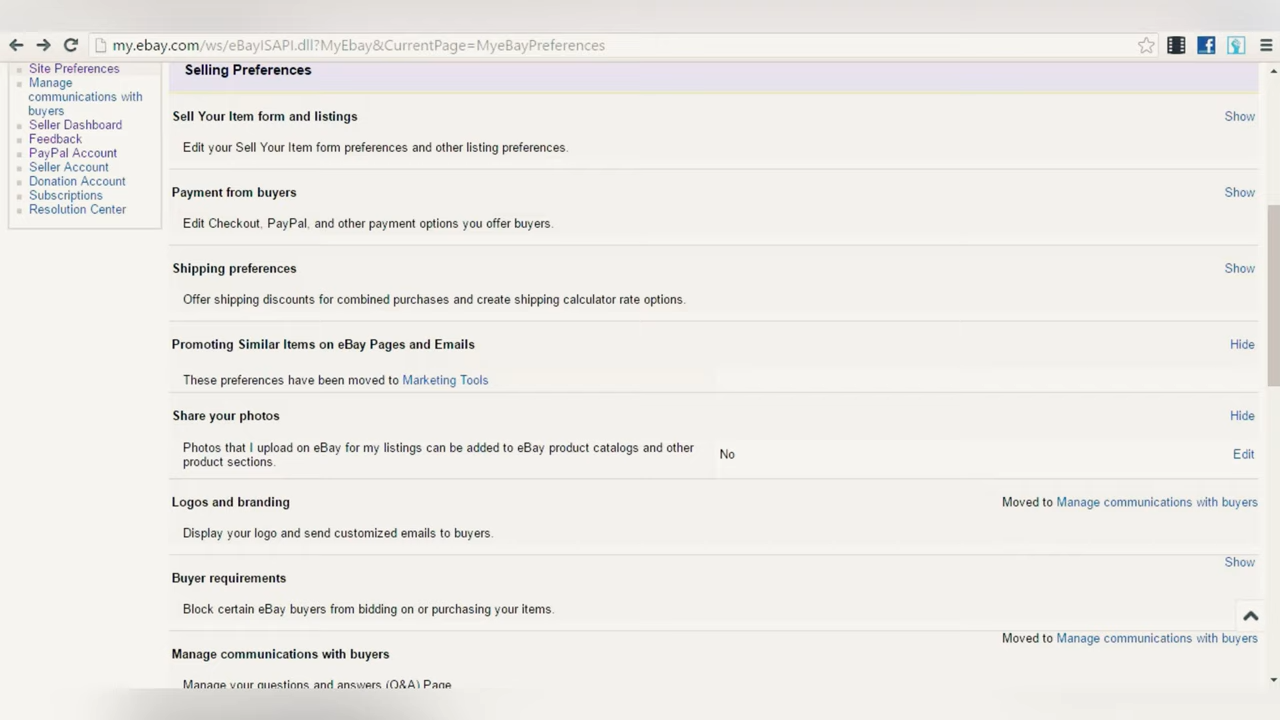 my.ebay.com/ws/eBayISAPI.dll?MyEbay&CurrentPage=MyeBayPreferences
Site Preferences
Manage
communications with
buyers
Seller Dashboard
Feedback
PayPal Account
Seller Account
Donation Account
Subscriptions
Resolution Center
Selling Preferences
Sell Your Item form and listings Show
Edit your Sell Your Item form preferences and other listing preferences.
Payment from buyers Show
Edit Checkout, PayPal, and other payment options you offer buyers.
Shipping preferences Show
Offer shipping discounts for combined purchases and create shipping calculator rate options.
Promoting Similar Items on eBay Pages and Emails Hide
These preferences have been moved to Marketing Tools
Share your photos Hide
Photos that I upload on eBay for my listings can be added to eBay product catalogs and other
product sections.
No Edit
Logos and branding Moved to Manage communications with buyers
Display your logo and send customized emails to buyers.
Show
Buyer requirements
Block certain eBay buyers from bidding on or purchasing your items.
Moved to Manage communications with buyers
Manage communications with buyers
Manage your questions and answers (Q&A) Page